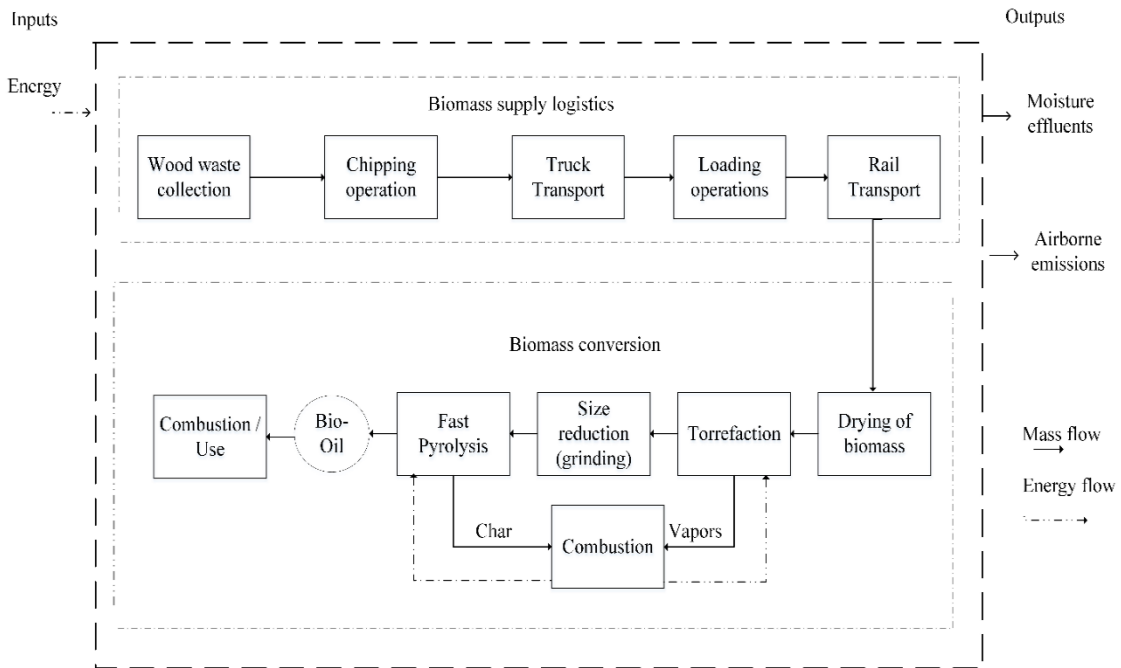 Inputs
Outputs
Energy
Biomass supply logistics
Moisture
effluents
Wood waste
collection
Chipping
operation
Truck
Transport
Loading
operations
Rail
Transport
Airborne
emissions
Biomass conversion
Combustion /
Use
Bio-
Oil
Fast
Pyrolysis
Size
reduction
(grinding)
Torrefaction
Drying of
biomass
Char
Combustion
Vapors
Mass flow
Energy flow